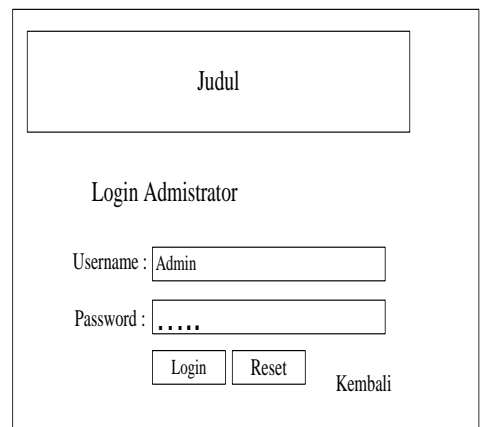 Judul
Login Admistrator
Username : Admin
Password : .....
Login Reset
Kembali